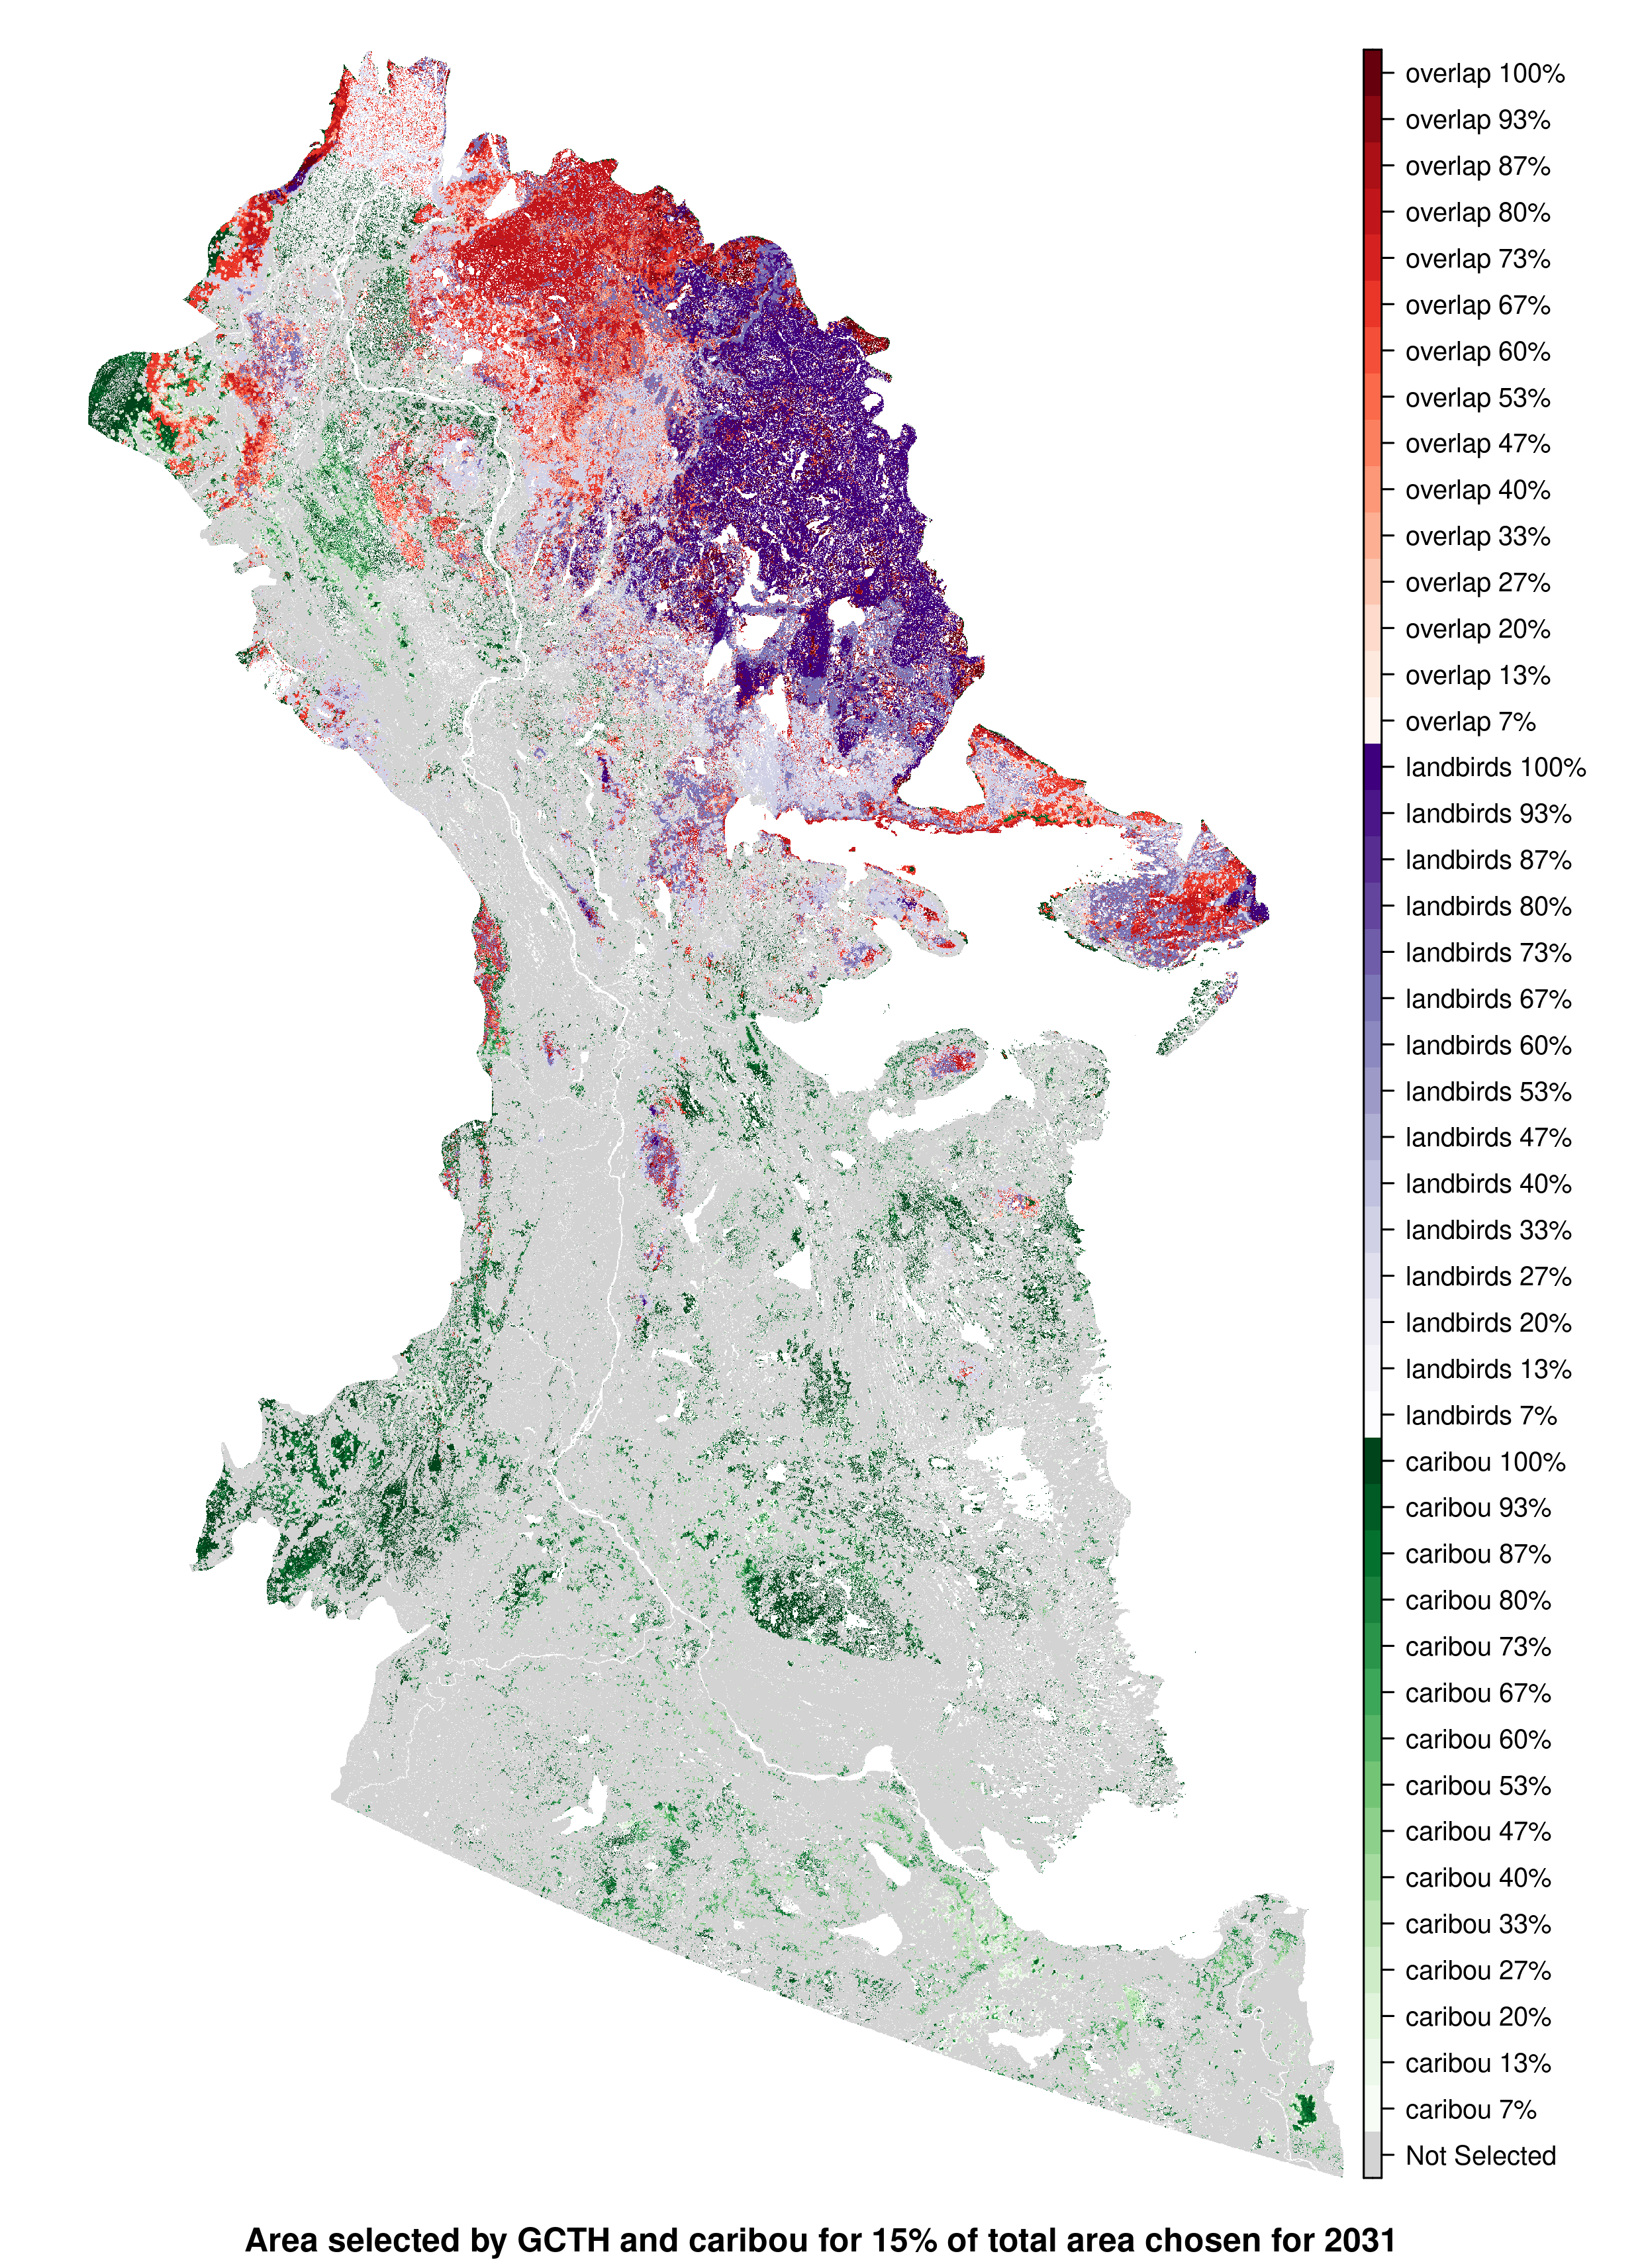 overlap 100%
overlap 93%
overlap 87%
overlap 80%
overlap 73%
overlap 67%
overlap 60%
overlap 53%
overlap 47%
overlap 40%
overlap 33%
overlap 27%
overlap 20%
overlap 13%
overlap 7%
landbirds 100%
landbirds 93%
landbirds 87%
landbirds 80%
landbirds 73%
landbirds 67%
landbirds 60%
landbirds 53%
landbirds 47%
landbirds 40%
landbirds 33%
landbirds 27%
landbirds 20%
landbirds 13%
landbirds 7%
caribou 100%
caribou 93%
caribou 87%
caribou 80%
caribou 73%
caribou 67%
caribou 60%
caribou 53%
caribou 47%
caribou 40%
caribou 33%
caribou 27%
caribou 20%
caribou 13%
caribou 7%
Not Selected
Area selected by GCTH and caribou for 15% of total area chosen for 2031